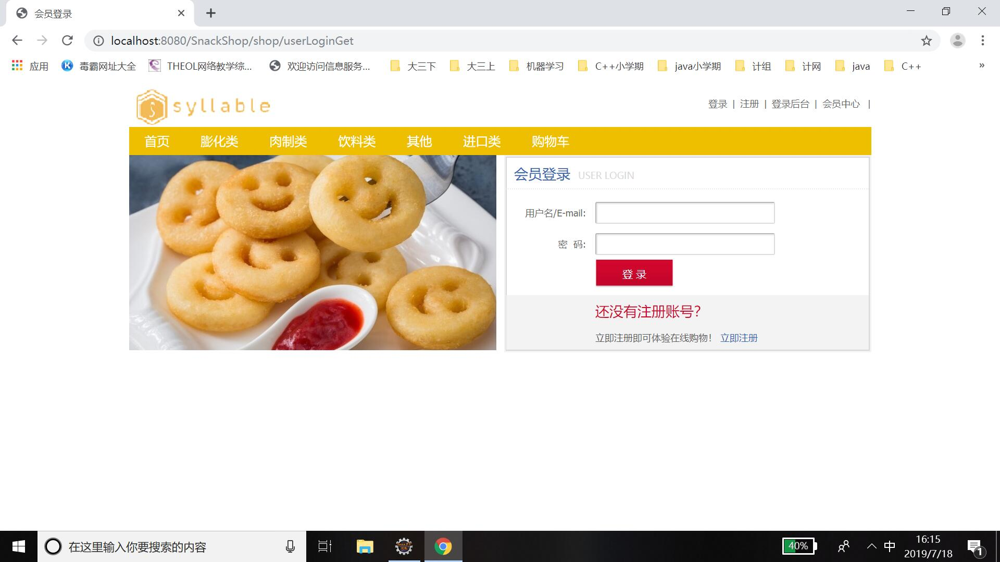 会员登录
localhost:8080/SnackShop/shop/userLoginGet
应用 毒霸网址大全 THEOL网络教学综... 欢迎访问信息服务... 大三下 大三上 机器学习 C++小学期 java小学期 计组 计网 java C++ »
syllable
登录 | 注册 | 登录后台 | 会员中心 |
首页 膨化类 肉制类 饮料类 其他 进口类 购物车
会员登录 USER LOGIN
用户名/E-mail:
密 码:
登 录
还没有注册账号？
立即注册即可体验在线购物！ 立即注册
在这里输入你要搜索的内容
Java EE IDE
40%
中
16:15
2019/7/18
1